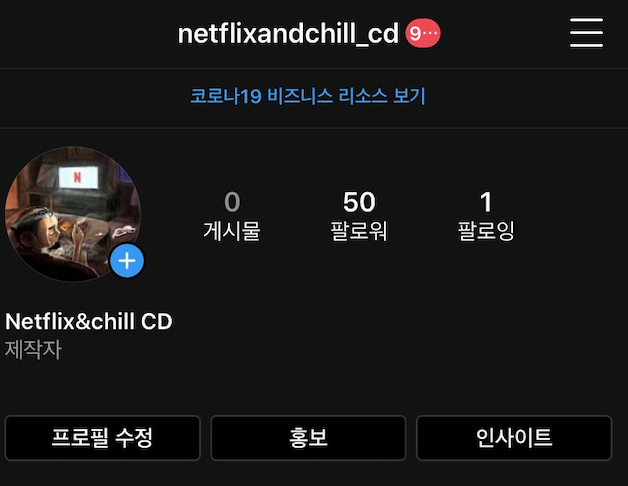 netflixandchill_cd 9...
코로나19 비즈니스 리소스 보기
N
0 50 1
게시물 팔로워 팔로잉
Netflix&chill CD
제작자
프로필 수정 홍보 인사이트